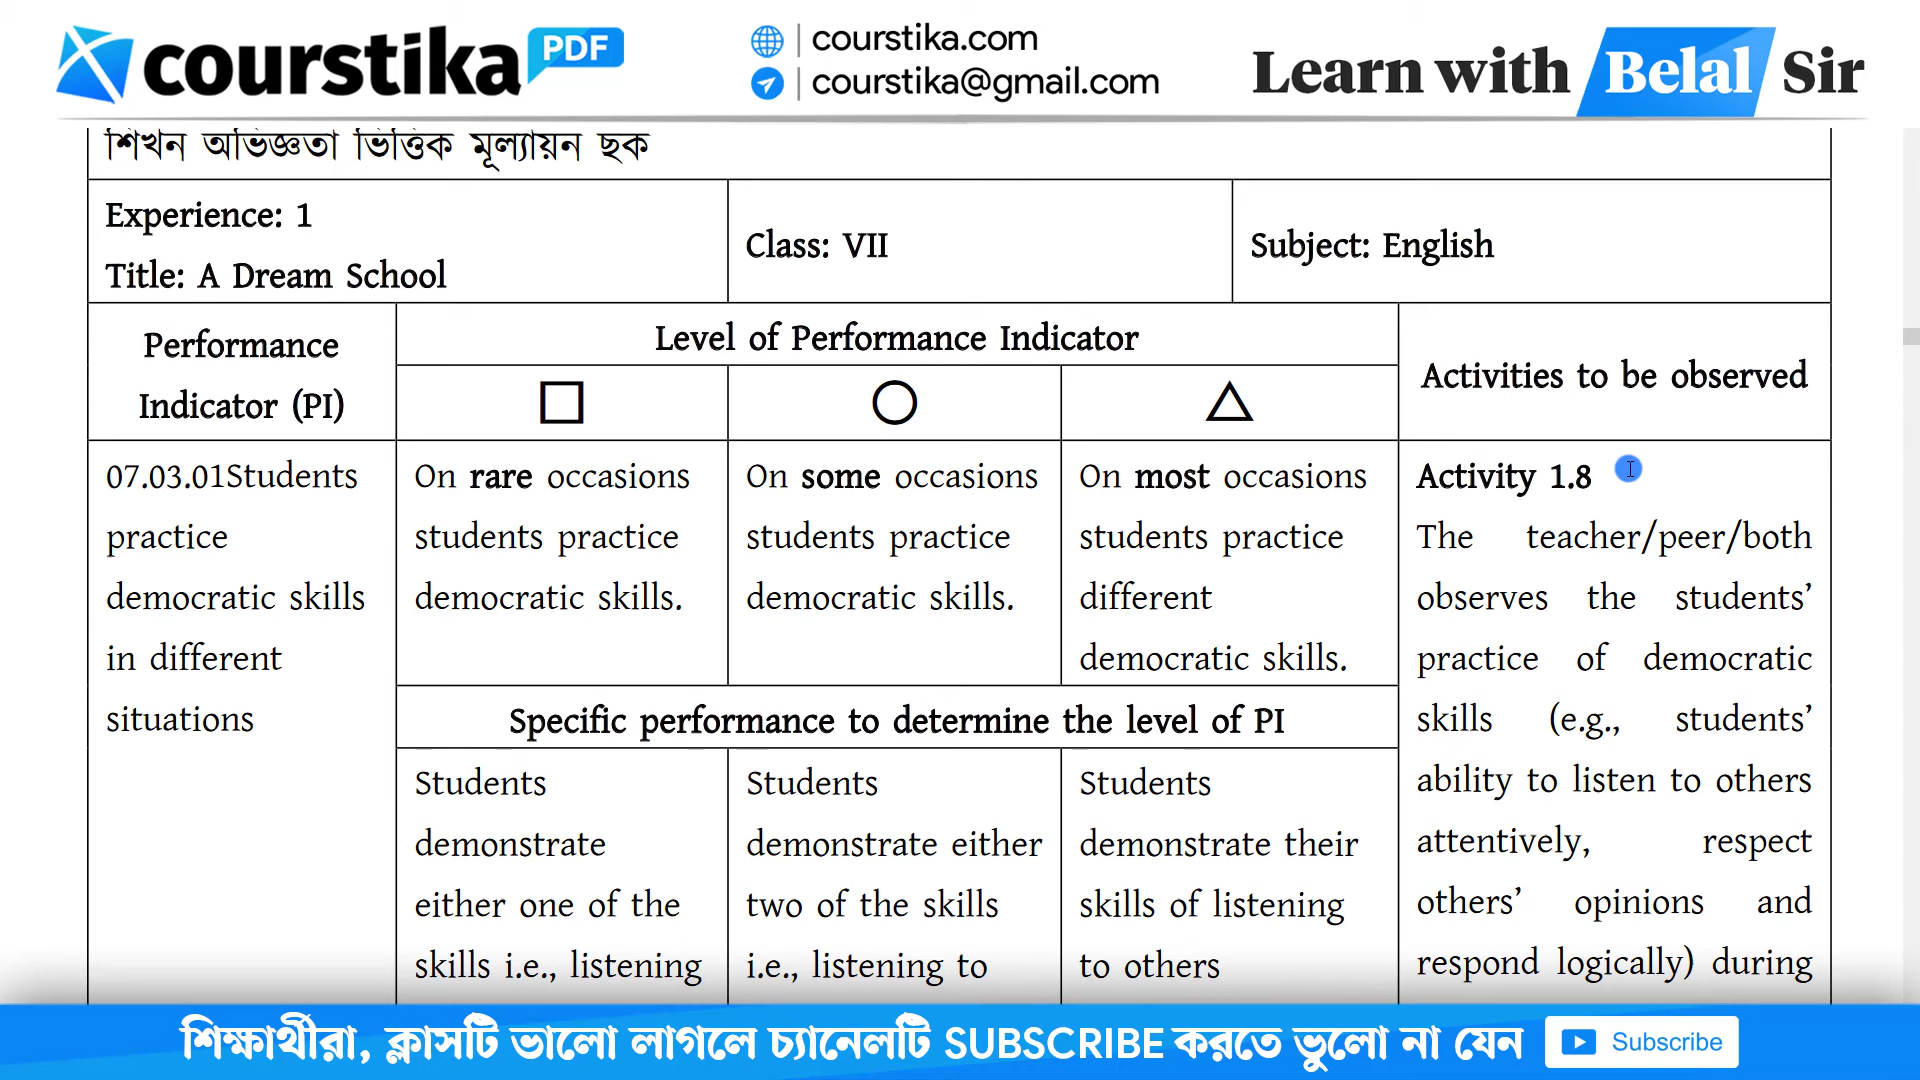 courstika PDF
courstika.com
courstika@gmail.com
Learn with Belal Sir
শিখন অভিজ্ঞতা ভিত্তিক মূল্যায়ন ছক
Experience: 1
Title: A Dream School
Class: VII
Subject: English
Performance
Indicator (PI)
Level of Performance Indicator
Activities to be observed
07.03.01Students
practice
democratic skills
in different
situations
On rare occasions
students practice
democratic skills.
On some occasions
students practice
democratic skills.
On most occasions
students practice
different
democratic skills.
Specific performance to determine the level of PI
Students
demonstrate
either one of the
skills i.e., listening
Students
demonstrate either
two of the skills
i.e., listening to
Students
demonstrate their
skills of listening
to others
Activity 1.8
The teacher/peer/both
observes the students’
practice of democratic
skills (e.g., students’
ability to listen to others
attentively, respect
others’ opinions and
respond logically) during
শিক্ষার্থীরা, ক্লাসটি ভালো লাগলে চ্যানেলটি SUBSCRIBE করতে ভুলো না যেন
Subscribe